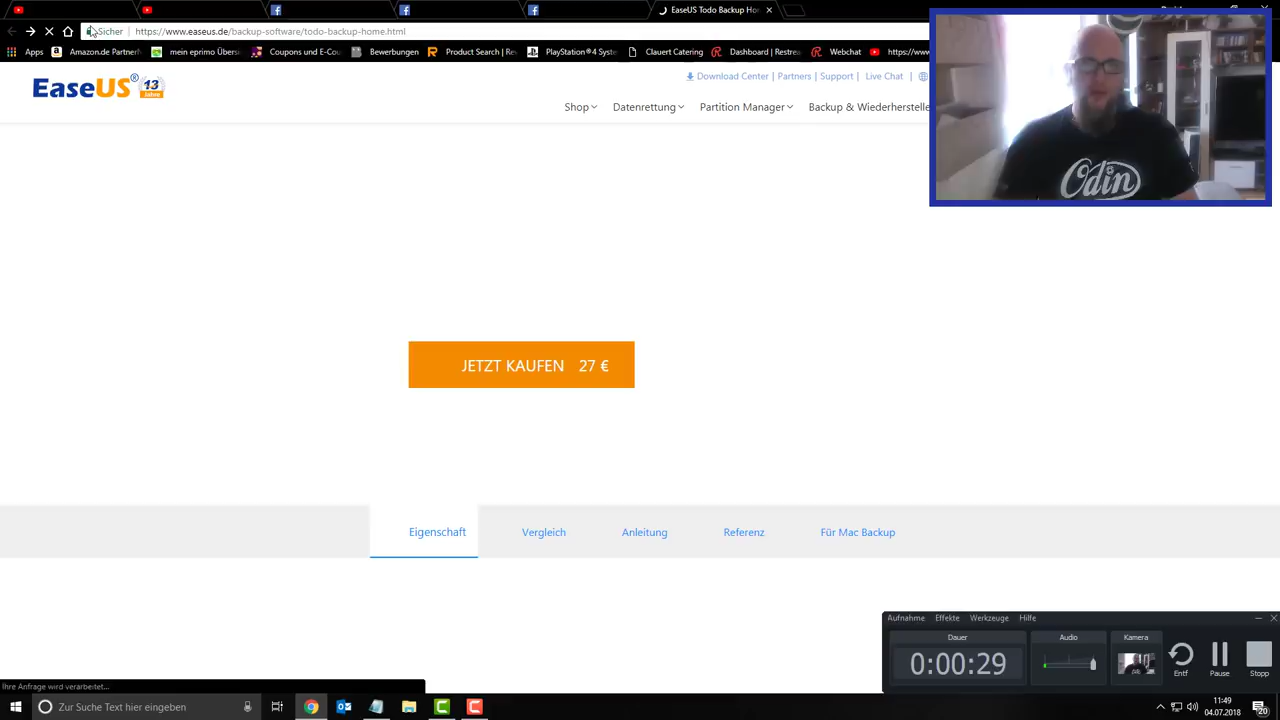 EaseUS Todo Backup Ho
Sicher
https://www.easeus.de/backup-software/todo-backup-home.html
Apps
Amazon.de Partner
mein eprimo Übersi
Coupons und E-Cou
Bewerbungen
Product Search | Re
PlayStation®4 Syste
Clauert Catering
Dashboard | Restrea
Webchat
https://www
EaseUS®
13
Jahre
Download Center | Partners | Support | Live Chat |
Shop
Datenrettung
Partition Manager
Backup & Wiederherstelle
Odin
JETZT KAUFEN 27 €
Eigenschaft
Vergleich
Anleitung
Referenz
Für Mac Backup
Aufnahme
Effekte
Werkzeuge
Hilfe
Dauer
Audio
Kamera
0:00:29
Entf
Pause
Stopp
Ihre Anfrage wird verarbeitet...
Zur Suche Text hier eingeben
11:49
04.07.2018
20